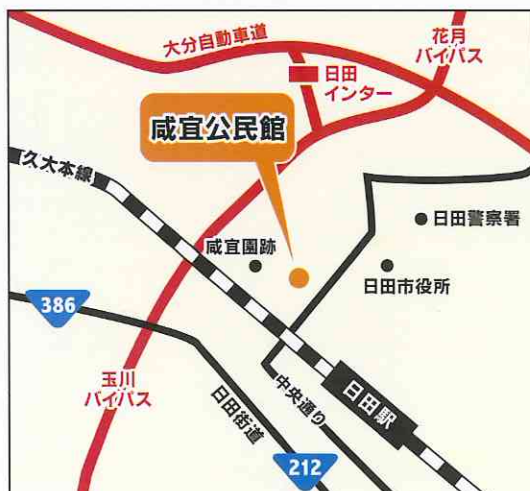 大分自動車道
花月
バイパス
日田
インター
咸宜公民館
久大本線
日田警察署
咸宜園跡
日田市役所
386
玉川
バイパス
日田街道
中央通り
日田駅
212